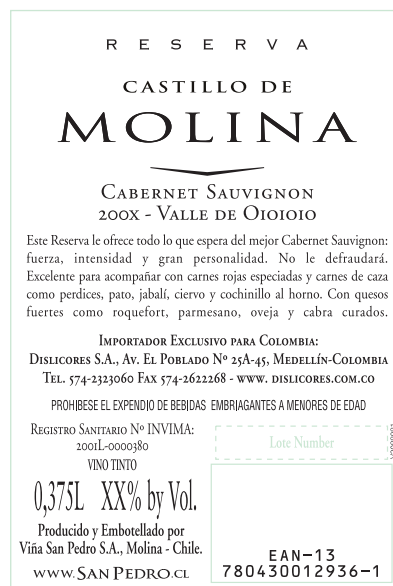 RESERVA
CASTILLO DE
MOLINA
CABERNET SAUVIGNON
200X - VALLE DE OIOIOIO
Este Reserva le ofrece todo lo que espera del mejor Cabernet Sauvignon:
fuerza, intensidad y gran personalidad. No le defraudará.
Excelente para acompañar con carnes rojas especiadas y carnes de caza
como perdices, pato, jabalí, ciervo y cochinillo al horno. Con quesos
fuertes como roquefort, parmesano, oveja y cabra curados.
IMPORTADOR EXCLUSIVO PARA COLOMBIA:
DISLICORES S.A., AV. EL POBLADO Nº 25A-45, MEDELLÍN-COLOMBIA
TEL. 574-2323060 FAX 574-2622268 - WWW. DISLICORES.COM.CO
PROHIBESE EL EXPENDIO DE BEBIDAS EMBRIAGANTES A MENORES DE EDAD
REGISTRO SANITARIO Nº INVIMA:
2001L-0000380
VINO TINTO
0,375L XX% by Vol.
Producido y Embotellado por
Viña San Pedro S.A., Molina - Chile.
WWW.SAN PEDRO.CL
Lote Number
EAN-13
780430012936-1